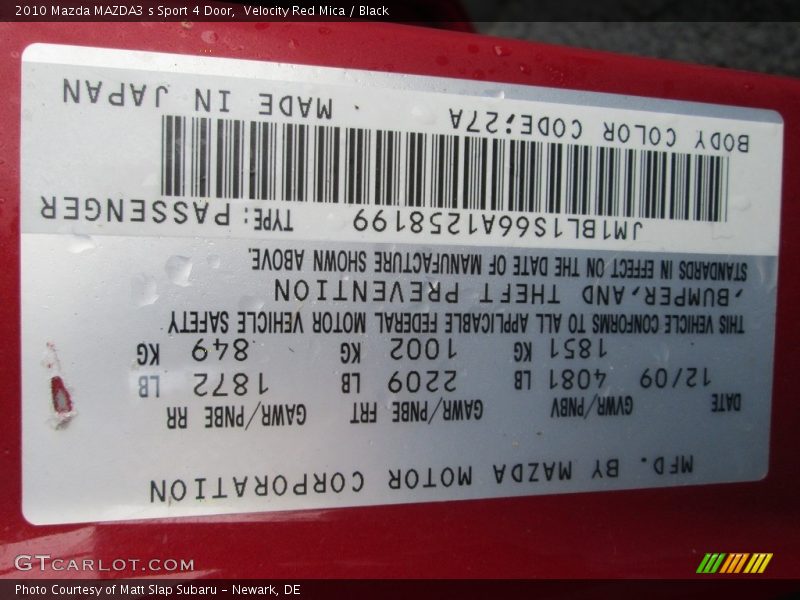 2010 Mazda MAZDA3 s Sport 4 Door,  Velocity Red Mica / Black
MFD. BY MAZDA MOTOR CORPORATION
DATE GVWR/PNBV GAWR/PNBE FRT GAWR/PNBE RR
12/09 4081 LB 2209 LB 1872 LB
1851 KG 1002 KG 849 KG
THIS VEHICLE CONFORMS TO ALL APPLICABLE FEDERAL MOTOR VEHICLE SAFETY
,BUMPER,AND THEFT PREVENTION
STANDARDS IN EFFECT ON THE DATE OF MANUFACTURE SHOWN ABOVE.
JM1BL1S66A1258199 TYPE: PASSENGER
BODY COLOR CODE:27A . MADE IN JAPAN
GTCARLOT.com
Photo Courtesy of Matt Slap Subaru - Newark, DE